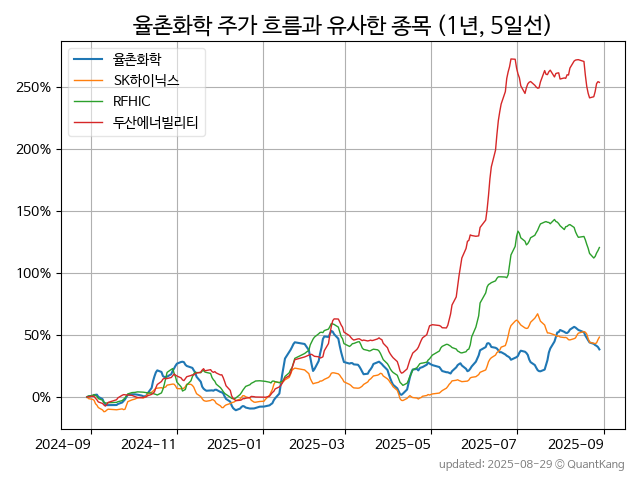 율촌화학 주가 흐름과 유사한 종목 (1년, 5일선)
율촌화학
SK하이닉스
RFHIC
두산에너빌리티
250%
200%
150%
100%
50%
0%
2024-09 2024-11 2025-01 2025-03 2025-05 2025-07 2025-09
updated: 2025-08-29 © QuantKang